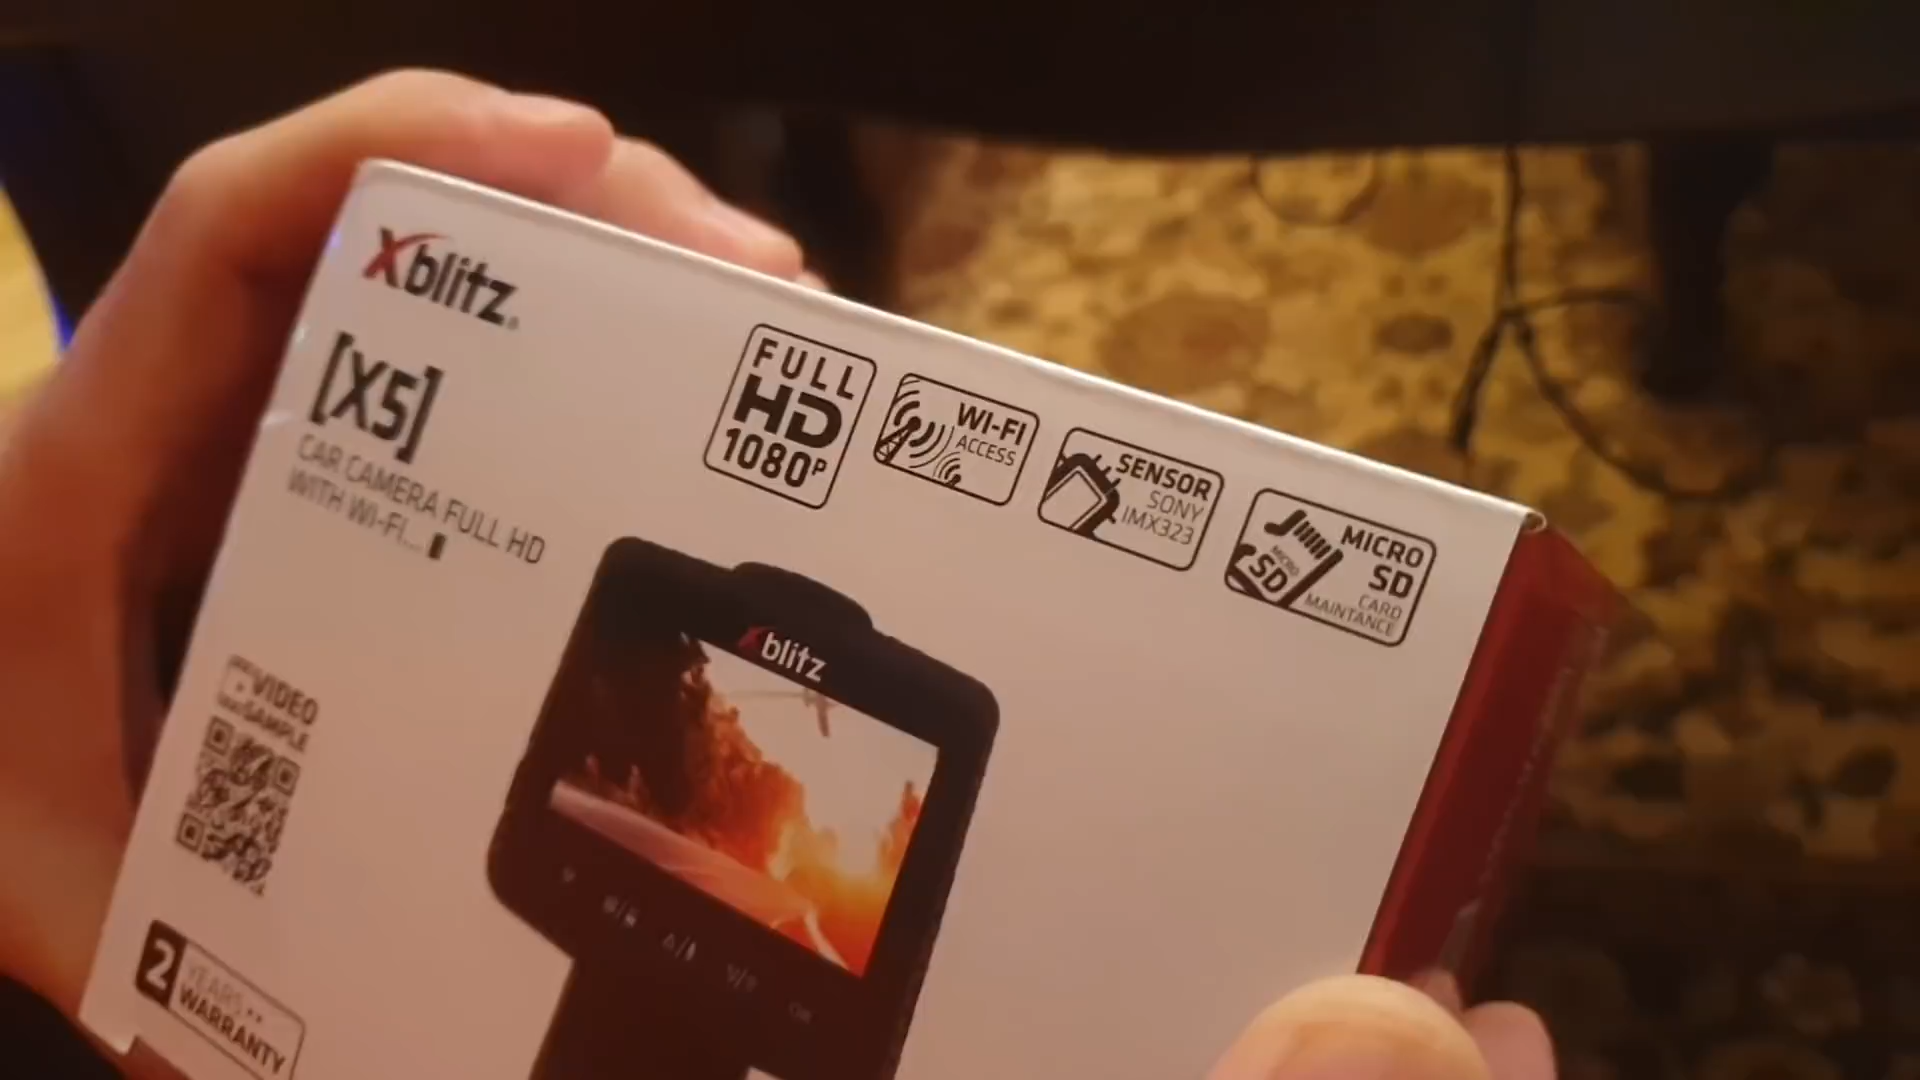 Xblitz®
[X5]
CAR CAMERA FULL HD
WITH WI-FI...
FULL
HD
1080P
WI-FI
ACCESS
SENSOR
SONY
IMX323
MICRO
SD
CARD
MAINTANCE
MICRO
SD
Xblitz
VIDEO
SAMPLE
OK
2
YEARS
WARRANTY